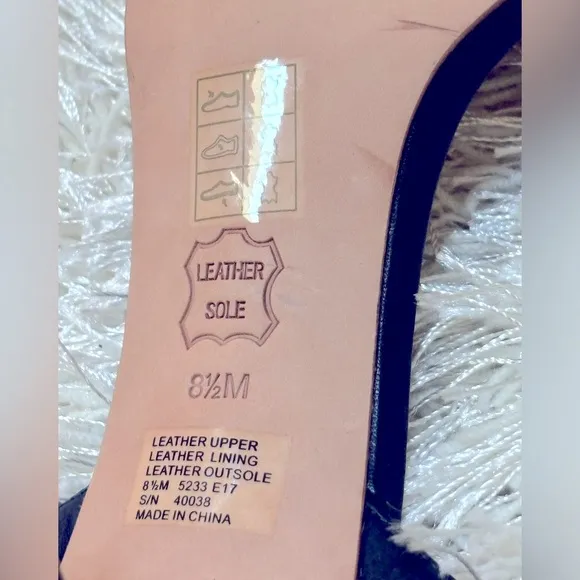 LEATHER
SOLE
8½M
LEATHER UPPER
LEATHER LINING
LEATHER OUTSOLE
8½M 5233 E17
S/N 40038
MADE IN CHINA